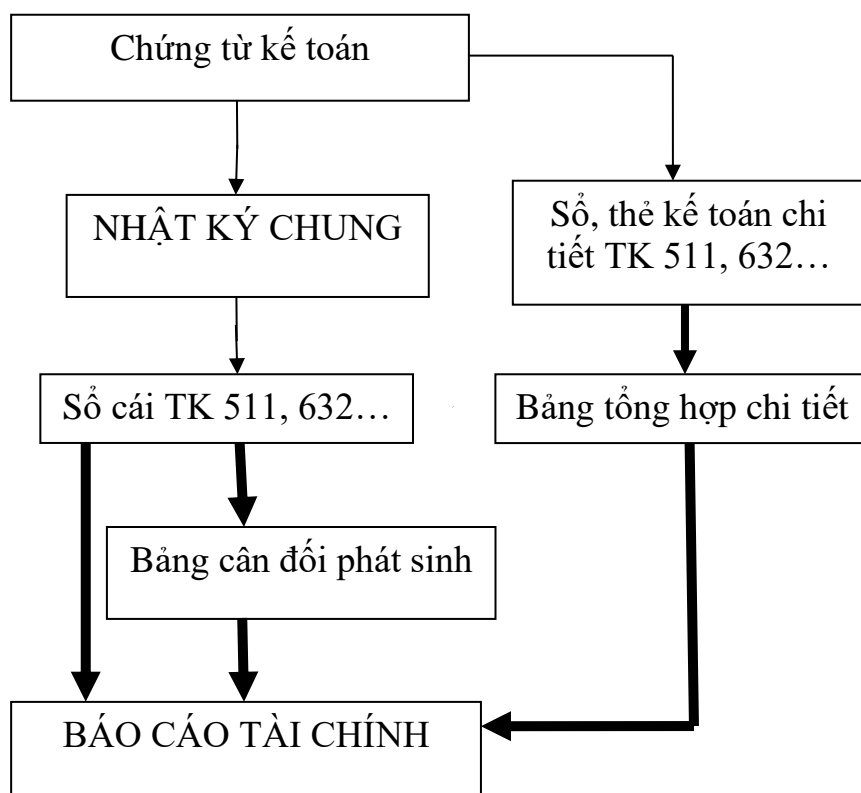 Chứng từ kế toán
NHẬT KÝ CHUNG
Sổ, thẻ kế toán chi
tiết TK 511, 632…
Sổ cái TK 511, 632…
Bảng tổng hợp chi tiết
Bảng cân đối phát sinh
BÁO CÁO TÀI CHÍNH